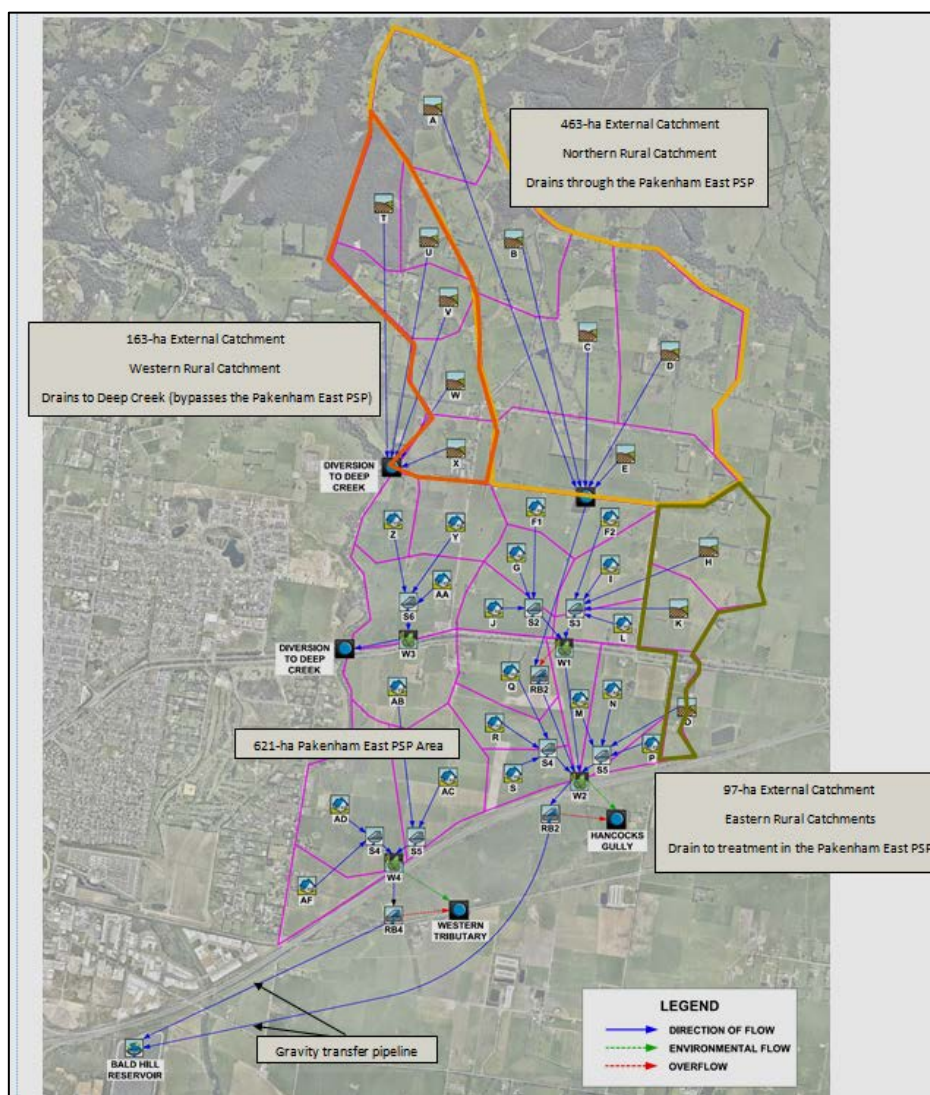 A
463-ha External Catchment
Northern Rural Catchment
Drains through the Pakenham East PSP
T
U
B
V
C
D
163-ha External Catchment
Western Rural Catchment
Drains to Deep Creek (bypasses the Pakenham East PSP)
W
X
E
DIVERSION
TO DEEP
CREEK
Z
Y
F1
F2
G
I
H
AA
S6
J
S2
S3
L
K
W3
W1
DIVERSION
TO DEEP
CREEK
AB
Q
RB2
M
N
O
R
S4
S5
P
S
W2
621-ha Pakenham East PSP Area
AC
AD
S4
S5
RB2
HANCOCKS
GULLY
97-ha External Catchment
Eastern Rural Catchments
Drain to treatment in the Pakenham East PSP
W4
AF
RB4
WESTERN
TRIBUTARY
Gravity transfer pipeline
BALD HILL
RESERVOIR
LEGEND
DIRECTION OF FLOW
ENVIRONMENTAL FLOW
OVERFLOW